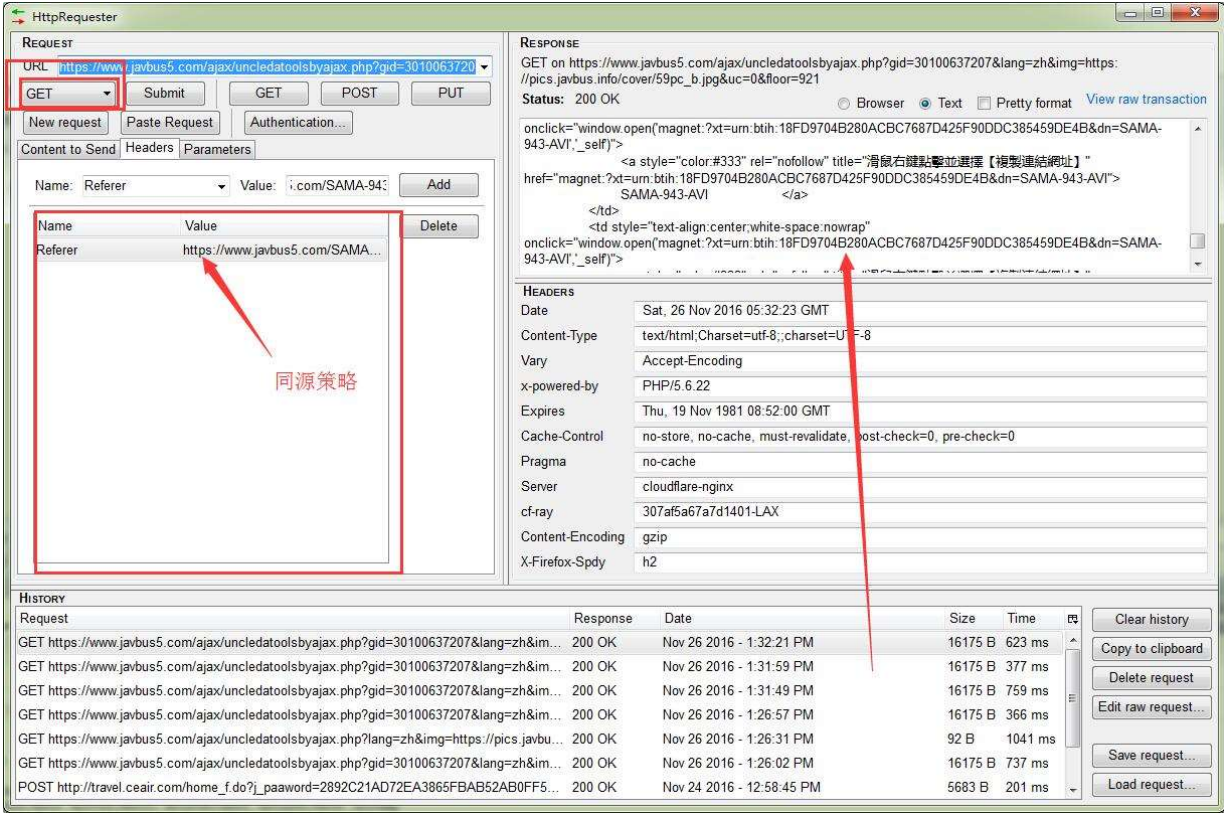 HttpRequester
REQUEST
URL https://www.javbus5.com/ajax/uncledatoolsbyajax.php?gid=3010063720
GET Submit GET POST PUT
New request Paste Request Authentication...
Content to Send Headers Parameters
Name: Referer Value: .com/SAMA-943 Add
Name Value Delete
Referer https://www.javbus5.com/SAMA...
同源策略
RESPONSE
GET on https://www.javbus5.com/ajax/uncledatoolsbyajax.php?gid=30100637207&lang=zh&img=https:
//pics.javbus.info/cover/59pc_b.jpg&uc=0&floor=921
Status: 200 OK Browser Text Pretty format View raw transaction
onclick="window.open('magnet:?xt=urn:btih:18FD9704B280ACBC7687D425F90DDC385459DE4B&dn=SAMA-
943-AVI','_self')">
<a style="color:#333" rel="nofollow" title="滑鼠右鍵點擊並選擇【複製連結網址】"
href="magnet:?xt=urn:btih:18FD9704B280ACBC7687D425F90DDC385459DE4B&dn=SAMA-943-AVI">
SAMA-943-AVI </a>
</td>
<td style="text-align:center;white-space:nowrap"
onclick="window.open('magnet:?xt=urn:btih:18FD9704B280ACBC7687D425F90DDC385459DE4B&dn=SAMA-
943-AVI','_self')">
HEADERS
Date Sat, 26 Nov 2016 05:32:23 GMT
Content-Type text/html;Charset=utf-8;;charset=UTF-8
Vary Accept-Encoding
x-powered-by PHP/5.6.22
Expires Thu, 19 Nov 1981 08:52:00 GMT
Cache-Control no-store, no-cache, must-revalidate, post-check=0, pre-check=0
Pragma no-cache
Server cloudflare-nginx
cf-ray 307af5a67a7d1401-LAX
Content-Encoding gzip
X-Firefox-Spdy h2
HISTORY
Request Response Date Size Time
GET https://www.javbus5.com/ajax/uncledatoolsbyajax.php?gid=30100637207&lang=zh&im... 200 OK Nov 26 2016 - 1:32:21 PM 16175 B 623 ms
GET https://www.javbus5.com/ajax/uncledatoolsbyajax.php?gid=30100637207&lang=zh&im... 200 OK Nov 26 2016 - 1:31:59 PM 16175 B 377 ms
GET https://www.javbus5.com/ajax/uncledatoolsbyajax.php?gid=30100637207&lang=zh&im... 200 OK Nov 26 2016 - 1:31:49 PM 16175 B 759 ms
GET https://www.javbus5.com/ajax/uncledatoolsbyajax.php?gid=30100637207&lang=zh&im... 200 OK Nov 26 2016 - 1:26:57 PM 16175 B 366 ms
GET https://www.javbus5.com/ajax/uncledatoolsbyajax.php?lang=zh&img=https://pics.javbu... 200 OK Nov 26 2016 - 1:26:31 PM 92 B 1041 ms
GET https://www.javbus5.com/ajax/uncledatoolsbyajax.php?gid=30100637207&lang=zh&im... 200 OK Nov 26 2016 - 1:26:02 PM 16175 B 737 ms
POST http://travel.ceair.com/home_f.do?j_paaword=2892C21AD72EA3865FBAB52AB0FF5... 200 OK Nov 24 2016 - 12:58:45 PM 5683 B 201 ms
Clear history
Copy to clipboard
Delete request
Edit raw request...
Save request...
Load request...